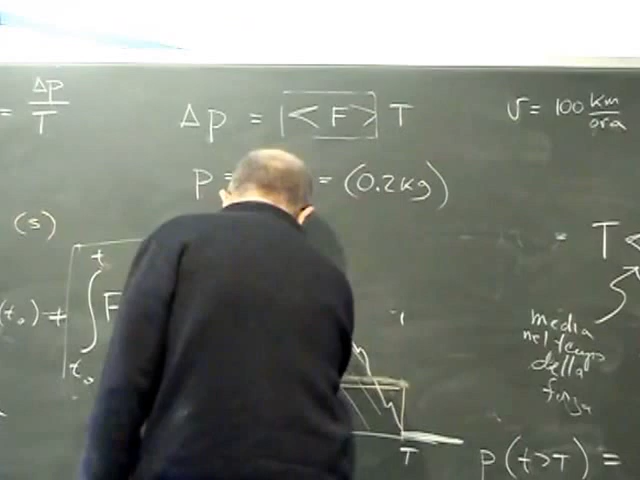 = Δp/T
Δp = |<F>| T
v = 100 km/ora
p = = (0.2 kg)
(s)
= T <
(t₀) + ∫ t t₀ F
media
nel tempo
della
forza
T
p(t>T) =